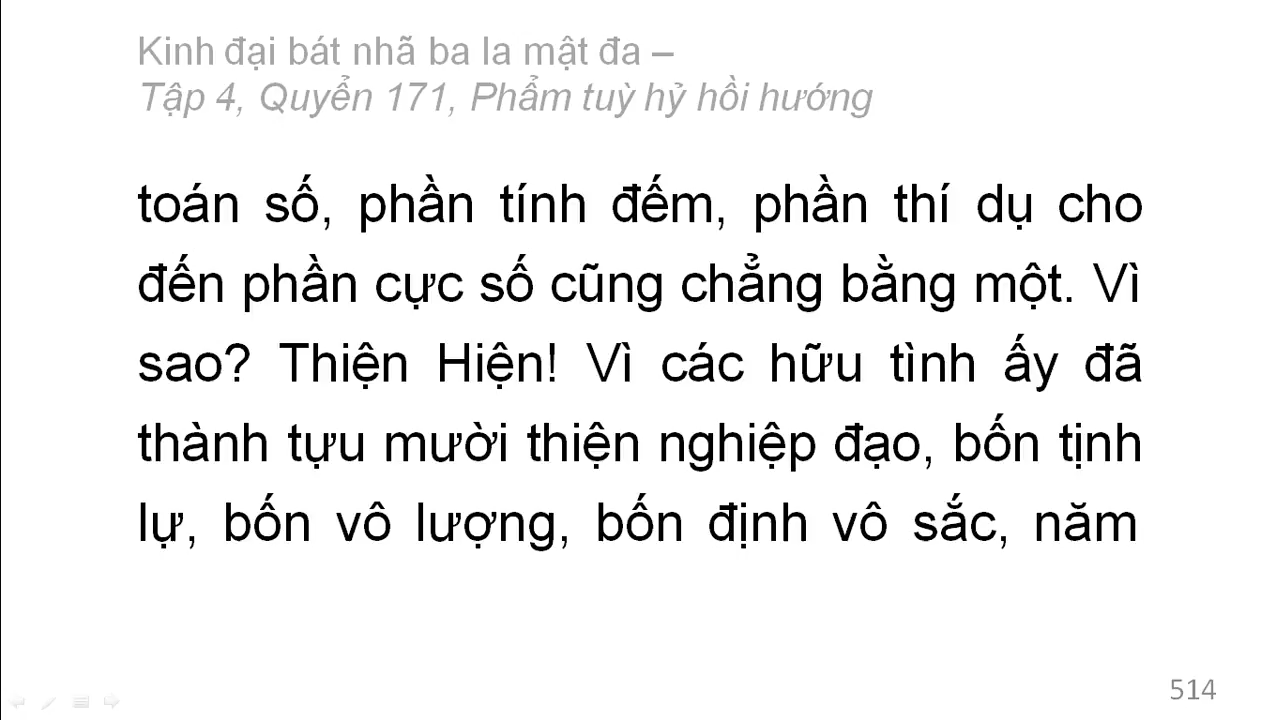 Kinh đại bát nhã ba la mật đa –
Tập 4, Quyển 171, Phẩm tuỳ hỷ hồi hướng
toán số, phần tính đếm, phần thí dụ cho
đến phần cực số cũng chẳng bằng một. Vì
sao? Thiện Hiện! Vì các hữu tình ấy đã
thành tựu mười thiện nghiệp đạo, bốn tịnh
lự, bốn vô lượng, bốn định vô sắc, năm
514